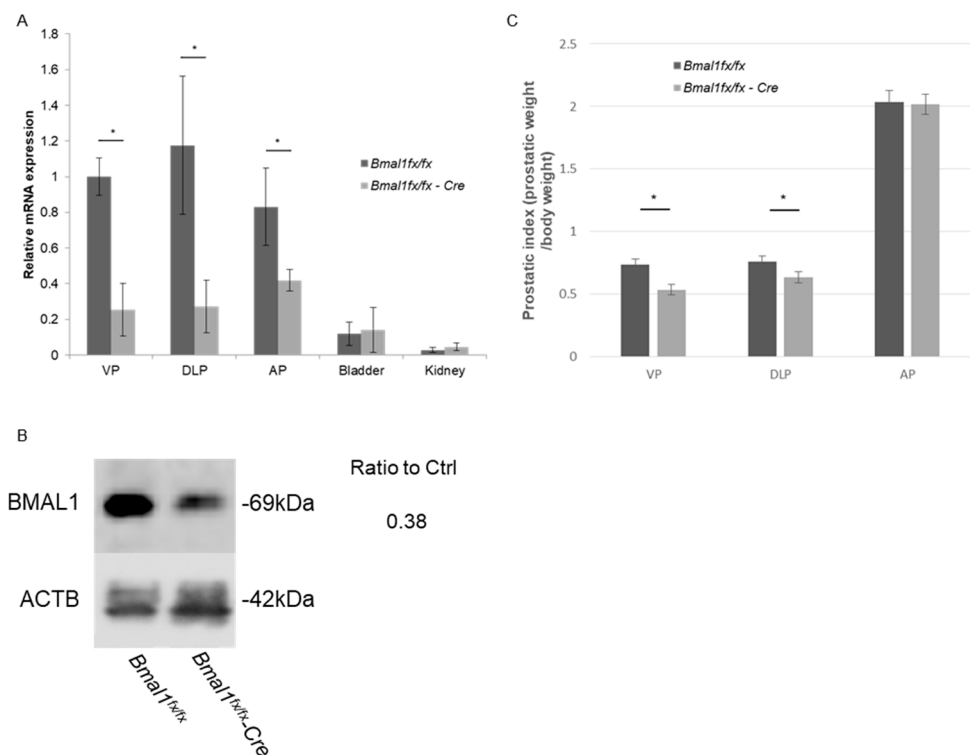 A
*
*
*
Relative mRNA expression
1.8
1.6
1.4
1.2
1
0.8
0.6
0.4
0.2
0
Bmal1fx/fx
Bmal1fx/fx - Cre
VP
DLP
AP
Bladder
Kidney
B
BMAL1
-69kDa
Ratio to Ctrl
0.38
ACTB
-42kDa
Bmal1fx/fx
Bmal1fx/fx-Cre
C
Prostatic index (prostatic weight
/body weight)
2.5
2
1.5
1
0.5
0
Bmal1fx/fx
Bmal1fx/fx - Cre
*
*
VP
DLP
AP